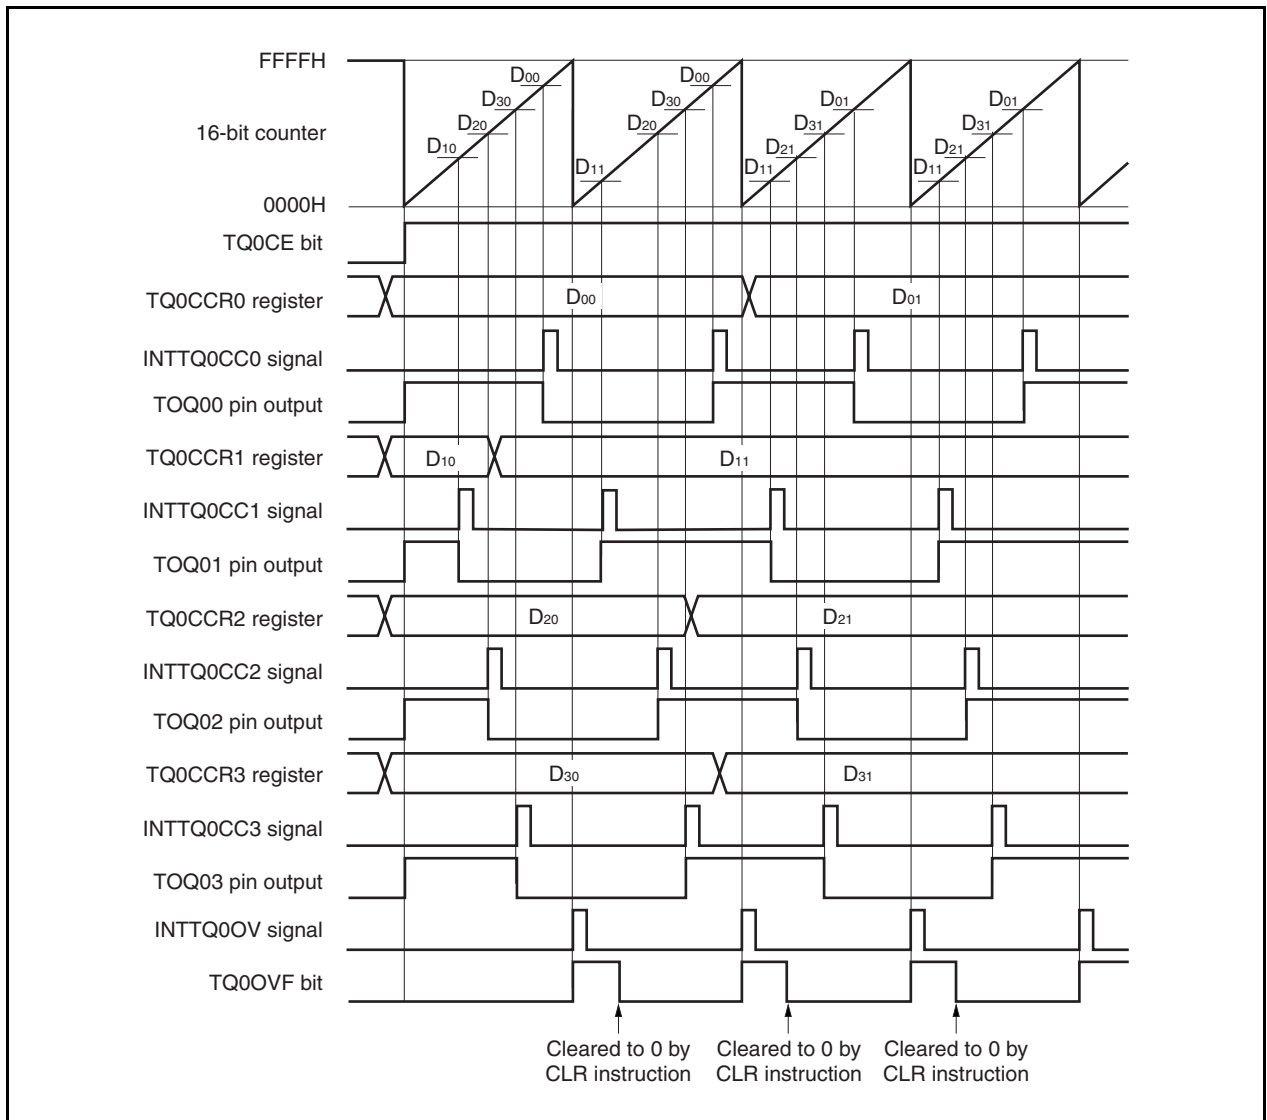 FFFFH
16-bit counter
0000H
D10
D20
D30
D00
D11
D20
D30
D00
D11
D21
D31
D01
D11
D21
D31
D01
TQ0CE bit
TQ0CCR0 register
D00
D01
INTTQ0CC0 signal
TOQ00 pin output
TQ0CCR1 register
D10
D11
INTTQ0CC1 signal
TOQ01 pin output
TQ0CCR2 register
D20
D21
INTTQ0CC2 signal
TOQ02 pin output
TQ0CCR3 register
D30
D31
INTTQ0CC3 signal
TOQ03 pin output
INTTQ0OV signal
TQ0OVF bit
Cleared to 0 by
CLR instruction
Cleared to 0 by
CLR instruction
Cleared to 0 by
CLR instruction